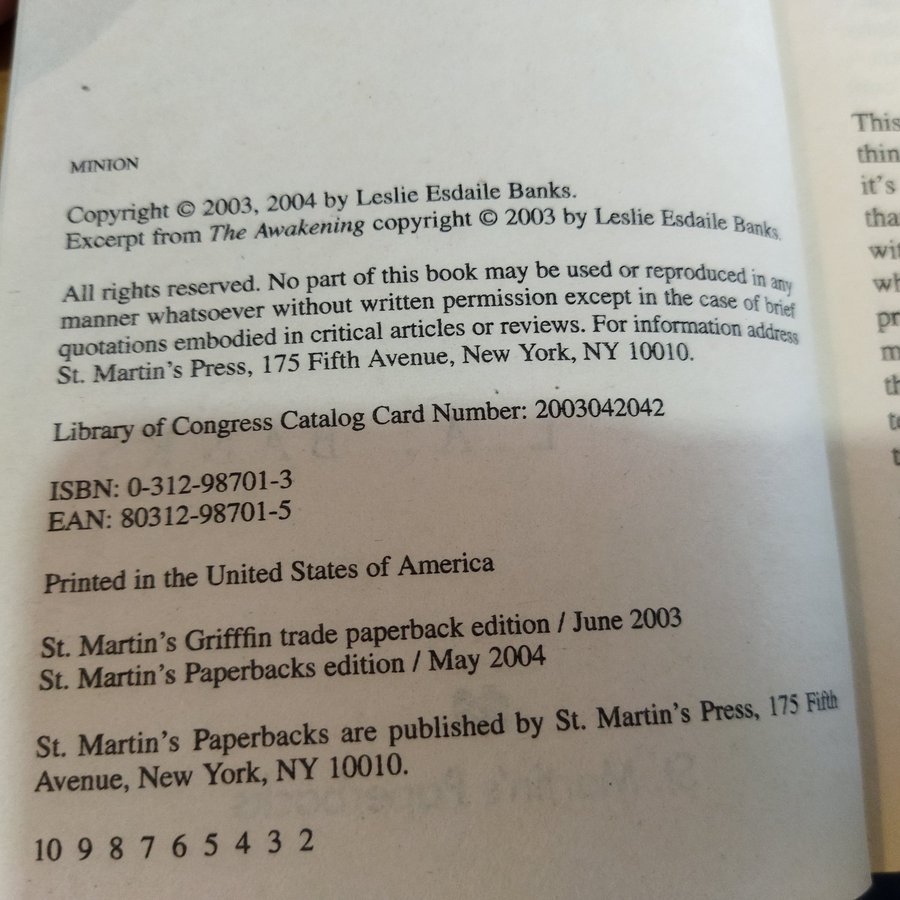 MINION
Copyright © 2003, 2004 by Leslie Esdaile Banks.
Excerpt from The Awakening copyright © 2003 by Leslie Esdaile Banks.
All rights reserved. No part of this book may be used or reproduced in any
manner whatsoever without written permission except in the case of brief
quotations embodied in critical articles or reviews. For information address
St. Martin's Press, 175 Fifth Avenue, New York, NY 10010.
Library of Congress Catalog Card Number: 2003042042
ISBN: 0-312-98701-3
EAN: 80312-98701-5
Printed in the United States of America
St. Martin's Grifffin trade paperback edition / June 2003
St. Martin's Paperbacks edition / May 2004
St. Martin's Paperbacks are published by St. Martin's Press, 175 Fifth
Avenue, New York, NY 10010.
10 9 8 7 6 5 4 3 2
This
it's